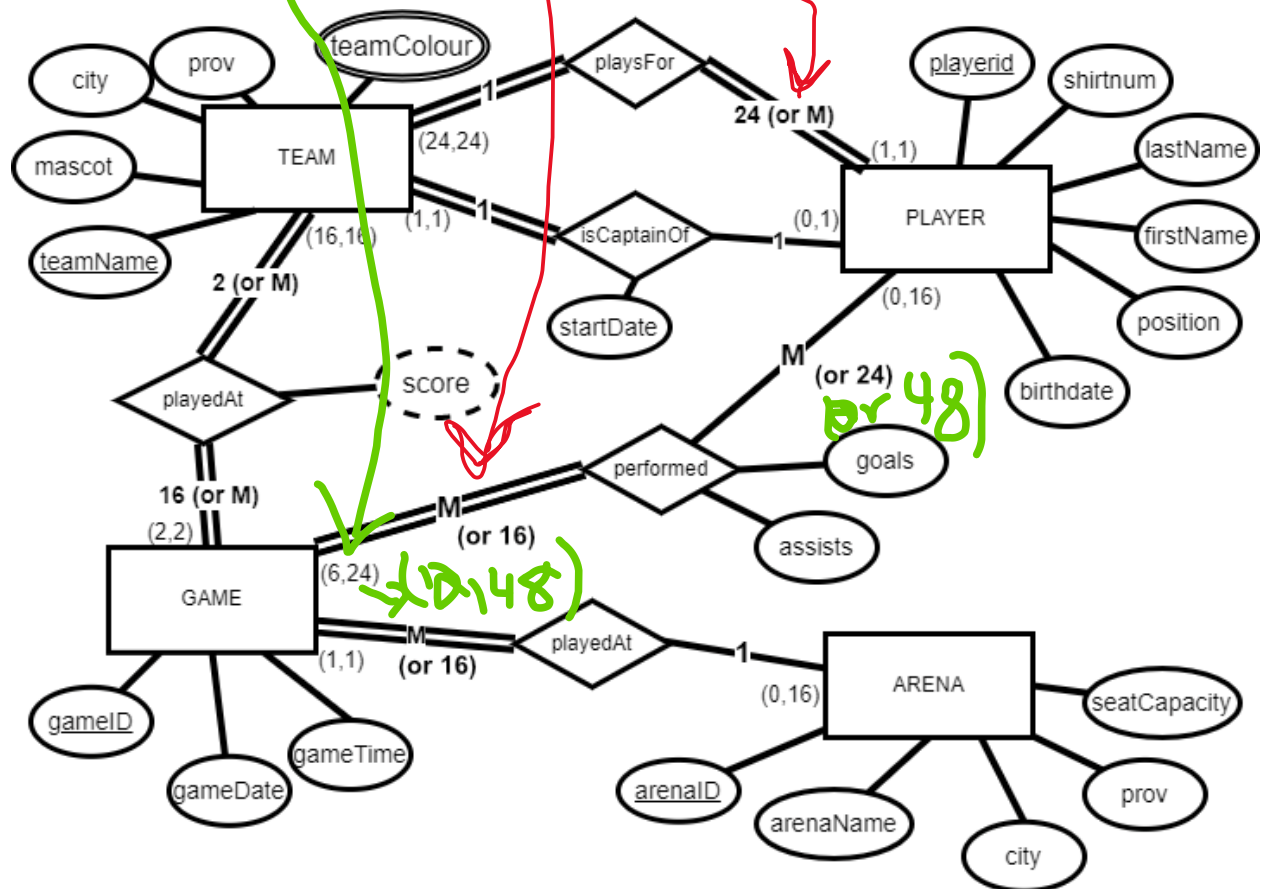 teamColour
city
prov
playsFor
playerid
shirtnum
1
24 (or M)
(24,24)
(1,1)
TEAM
mascot
lastName
(1,1)
1
(0,1)
isCaptainOf
1
PLAYER
firstName
(16,16)
teamName
2 (or M)
(0,16)
startDate
position
score
M
(or 24)
or 48)
birthdate
playedAt
performed
goals
16 (or M)
M
(or 16)
(2,2)
assists
(6,24)
(12,48)
GAME
M
(or 16)
playedAt
1
(1,1)
(0,16)
ARENA
seatCapacity
gameID
gameTime
gameDate
arenaID
arenaName
prov
city